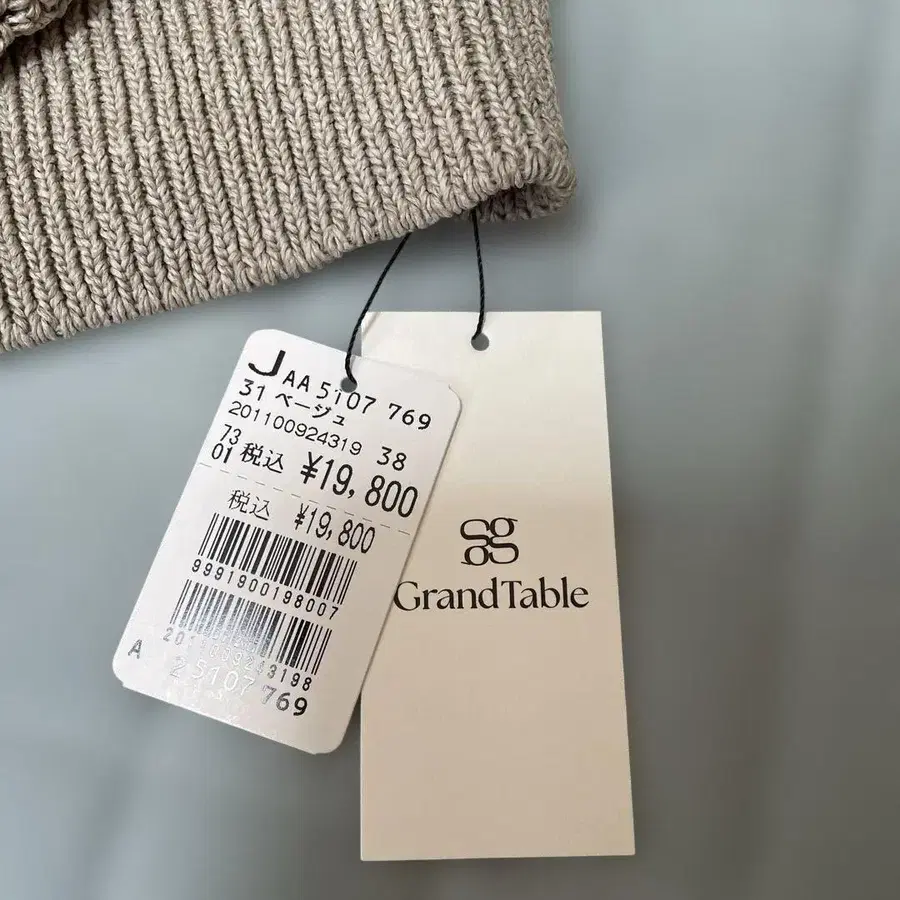 J AA 5107 769
31 ベージュ
201100924319 38
73
01 税込 ¥19,800
税込 ¥19,800
9991900198007
A
25107 769
GrandTable